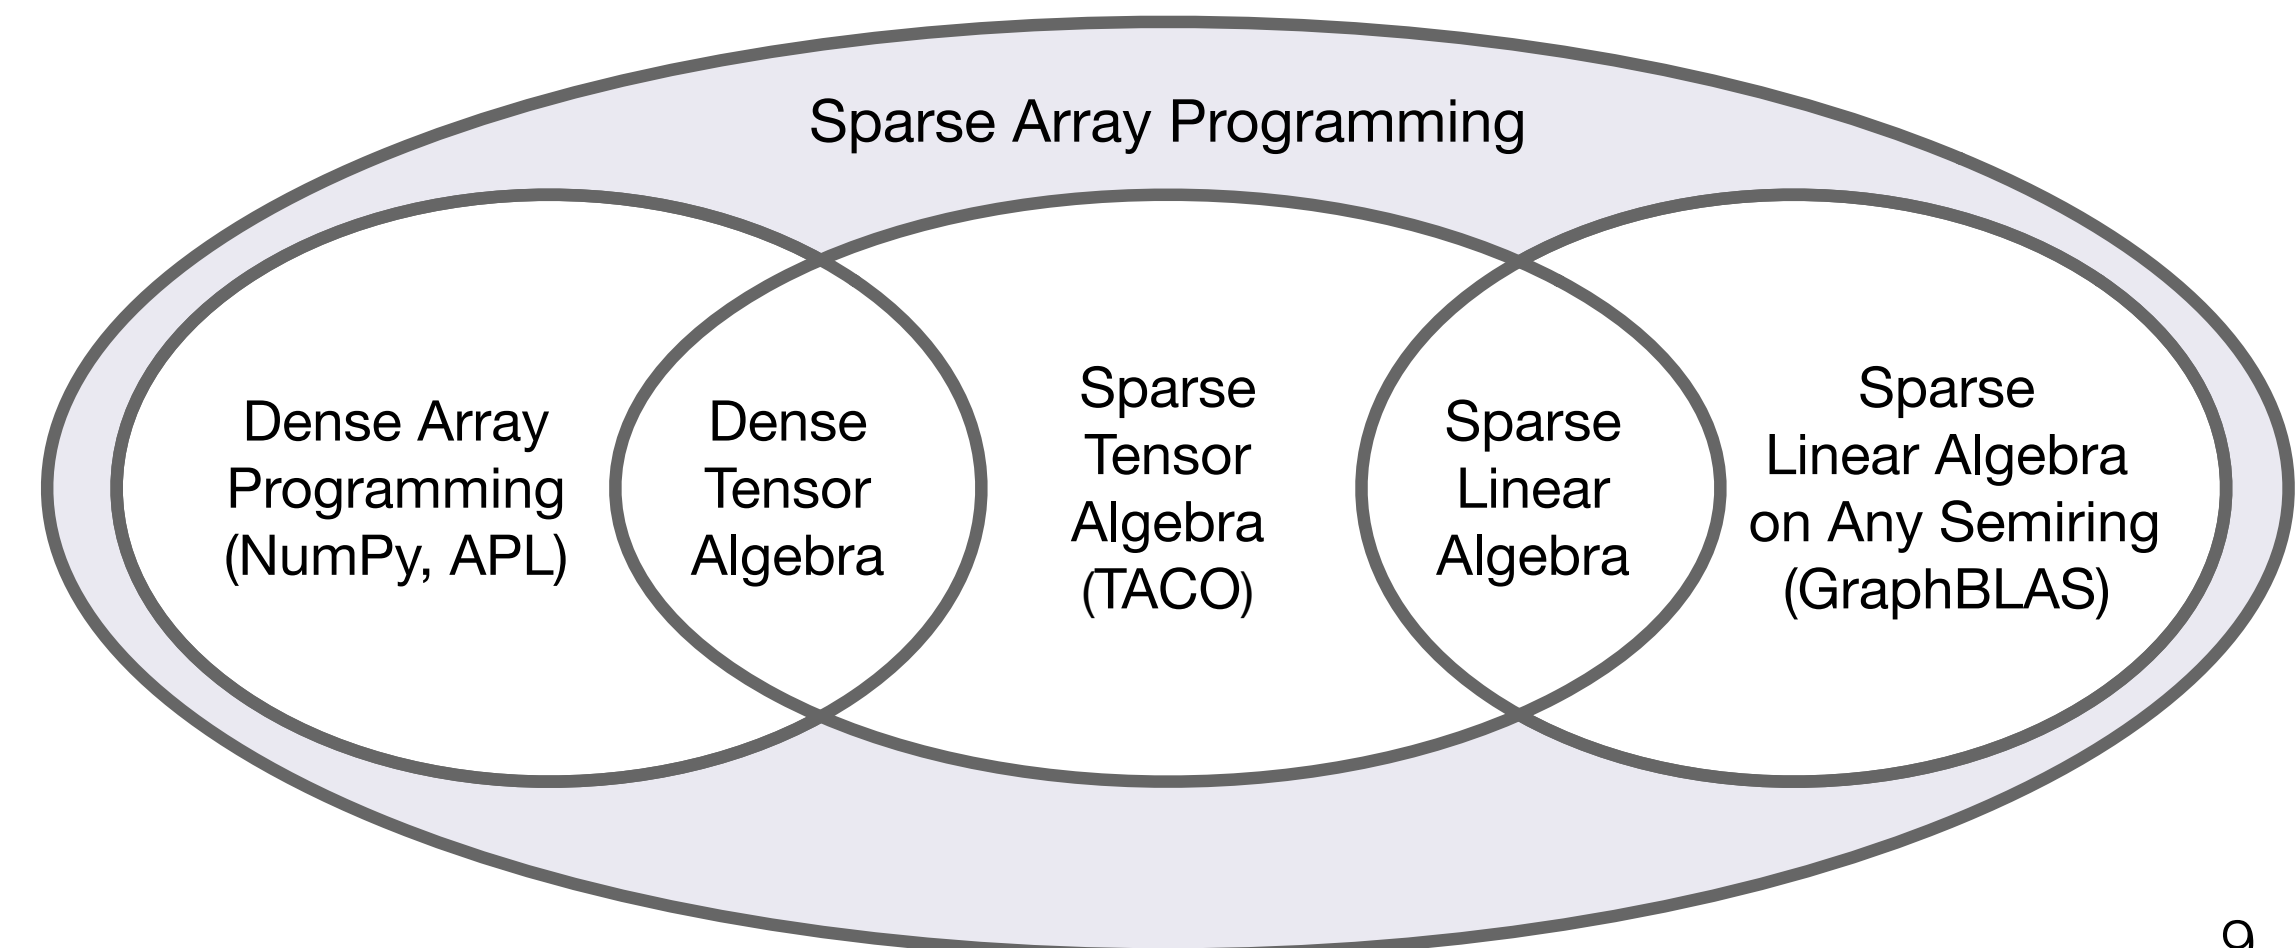 Sparse Array Programming
Dense Array
Programming
(NumPy, APL)
Dense
Tensor
Algebra
Sparse
Tensor
Algebra
(TACO)
Sparse
Linear
Algebra
Sparse
Linear Algebra
on Any Semiring
(GraphBLAS)
9